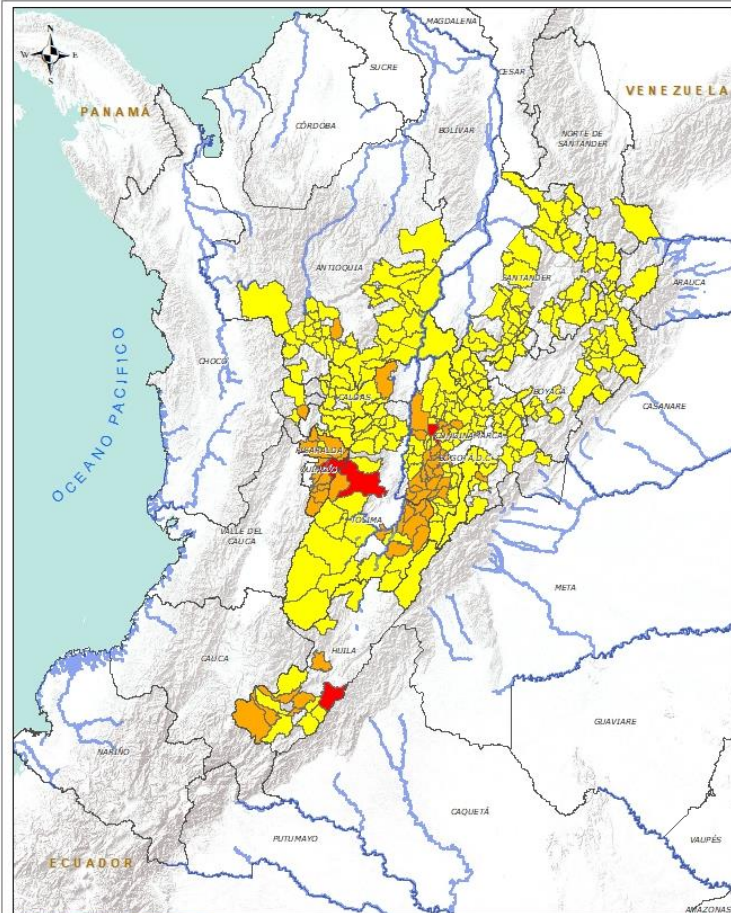 MAGDALENA
N
W E
S
SUCRE
CESAR
VENEZUELA
PANAMÁ
CÓRDOBA
BOLÍVAR
NORTE DE
SANTANDER
ANTIOQUIA
SANTANDER
ARAUCA
CHOCÓ
OCEANO PACIFICO
CALDAS
BOYACÁ
CASANARE
CUNDINAMARCA
RISARALDA
BOGOTÁ, D.C.
QUINDÍO
TOLIMA
VALLE DEL
CAUCA
META
CAUCA
HUILA
GUAVIARE
NARIÑO
CAQUETÁ
PUTUMAYO
VAUPÉS
ECUADOR
AMAZONAS